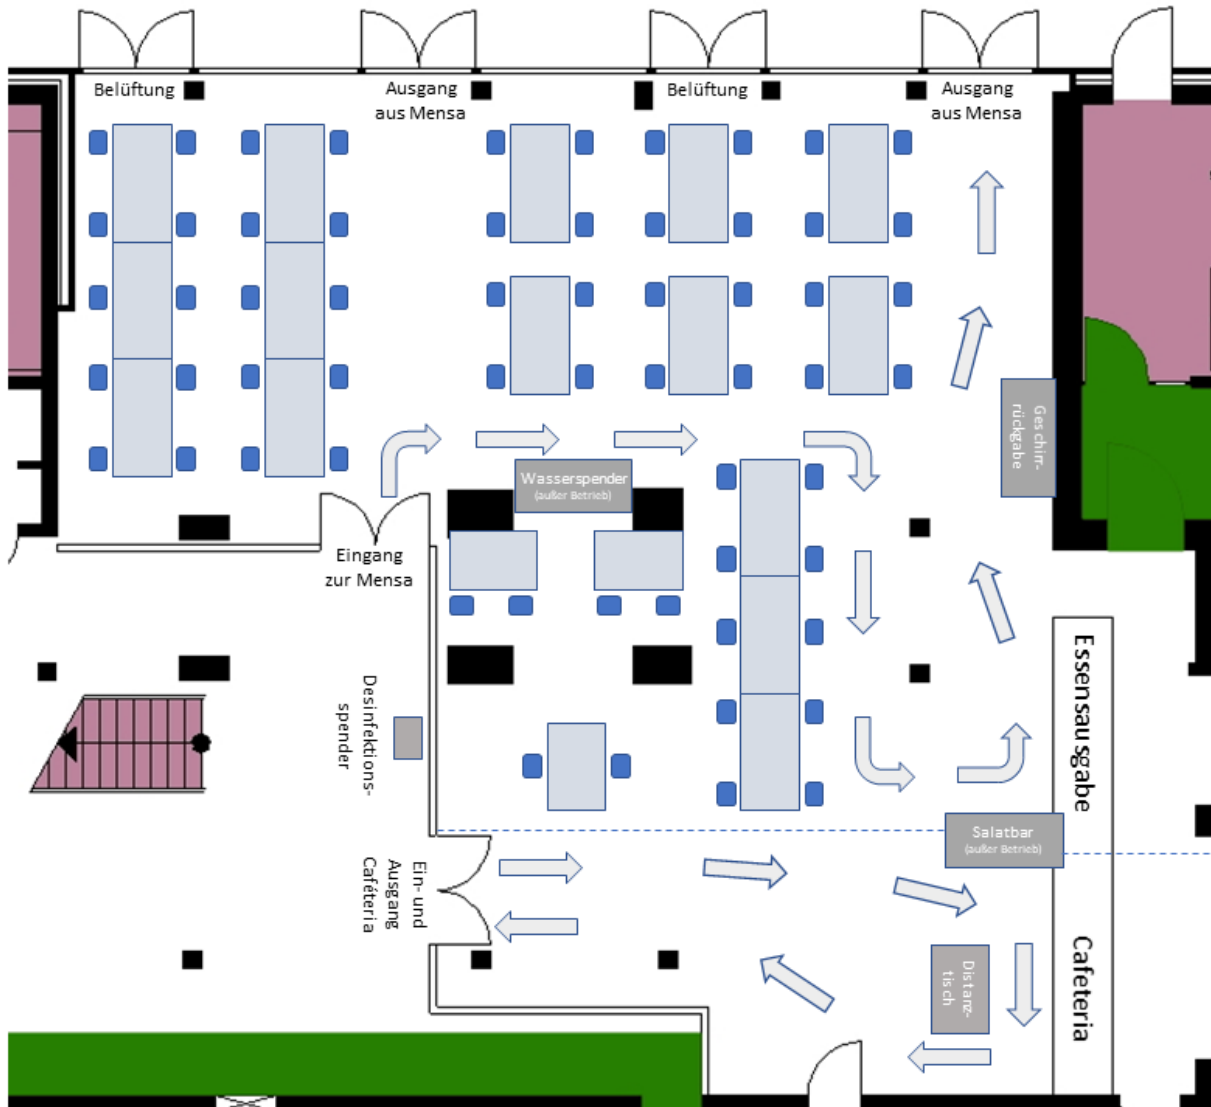 Belüftung
Ausgang
aus Mensa
Belüftung
Ausgang
aus Mensa
Geschirr-
rückgabe
Wasserspender
(außer Betrieb)
Eingang
zur Mensa
Desinfektions-
spender
Essensausgabe
Salatbar
(außer Betrieb)
Ein- und
Ausgang
Caféteria
Distanz-
tisch
Cafeteria